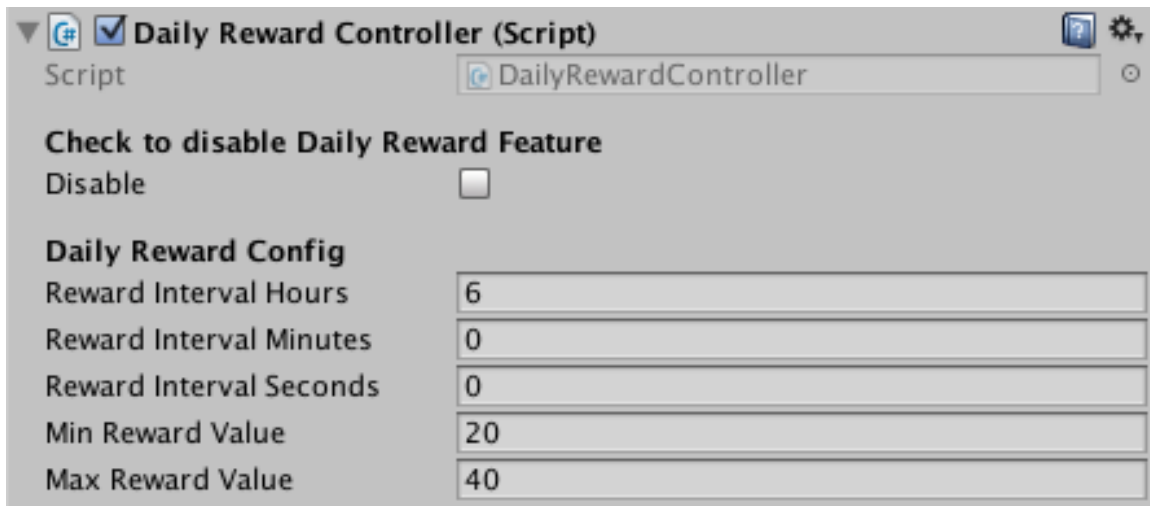 Daily Reward Controller (Script)
Script DailyRewardController
Check to disable Daily Reward Feature
Disable
Daily Reward Config
Reward Interval Hours 6
Reward Interval Minutes 0
Reward Interval Seconds 0
Min Reward Value 20
Max Reward Value 40